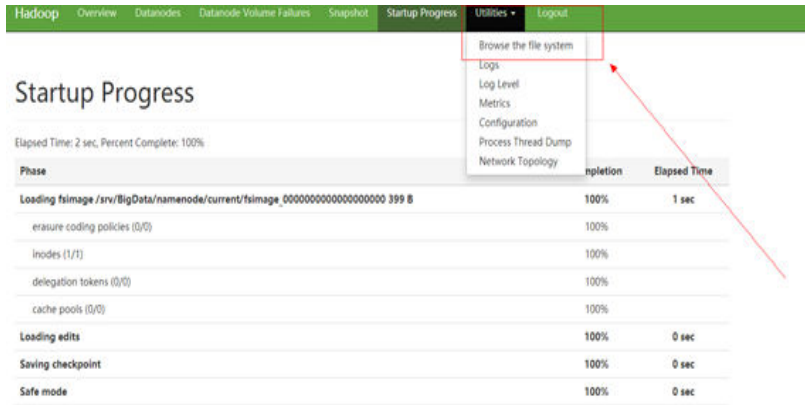 Hadoop Overview Datanodes Datanode Volume Failures Snapshot Startup Progress Utilities Logout
Browse the file system
Logs
Log Level
Metrics
Configuration
Process Thread Dump
Network Topology
Startup Progress
Elapsed Time: 2 sec, Percent Complete: 100%
Phase mpletion Elapsed Time
Loading fsimage /srv/BigData/namenode/current/fsimage_0000000000000000000 399 B 100% 1 sec
erasure coding policies (0/0) 100%
inodes (1/1) 100%
delegation tokens (0/0) 100%
cache pools (0/0) 100%
Loading edits 100% 0 sec
Saving checkpoint 100% 0 sec
Safe mode 100% 0 sec